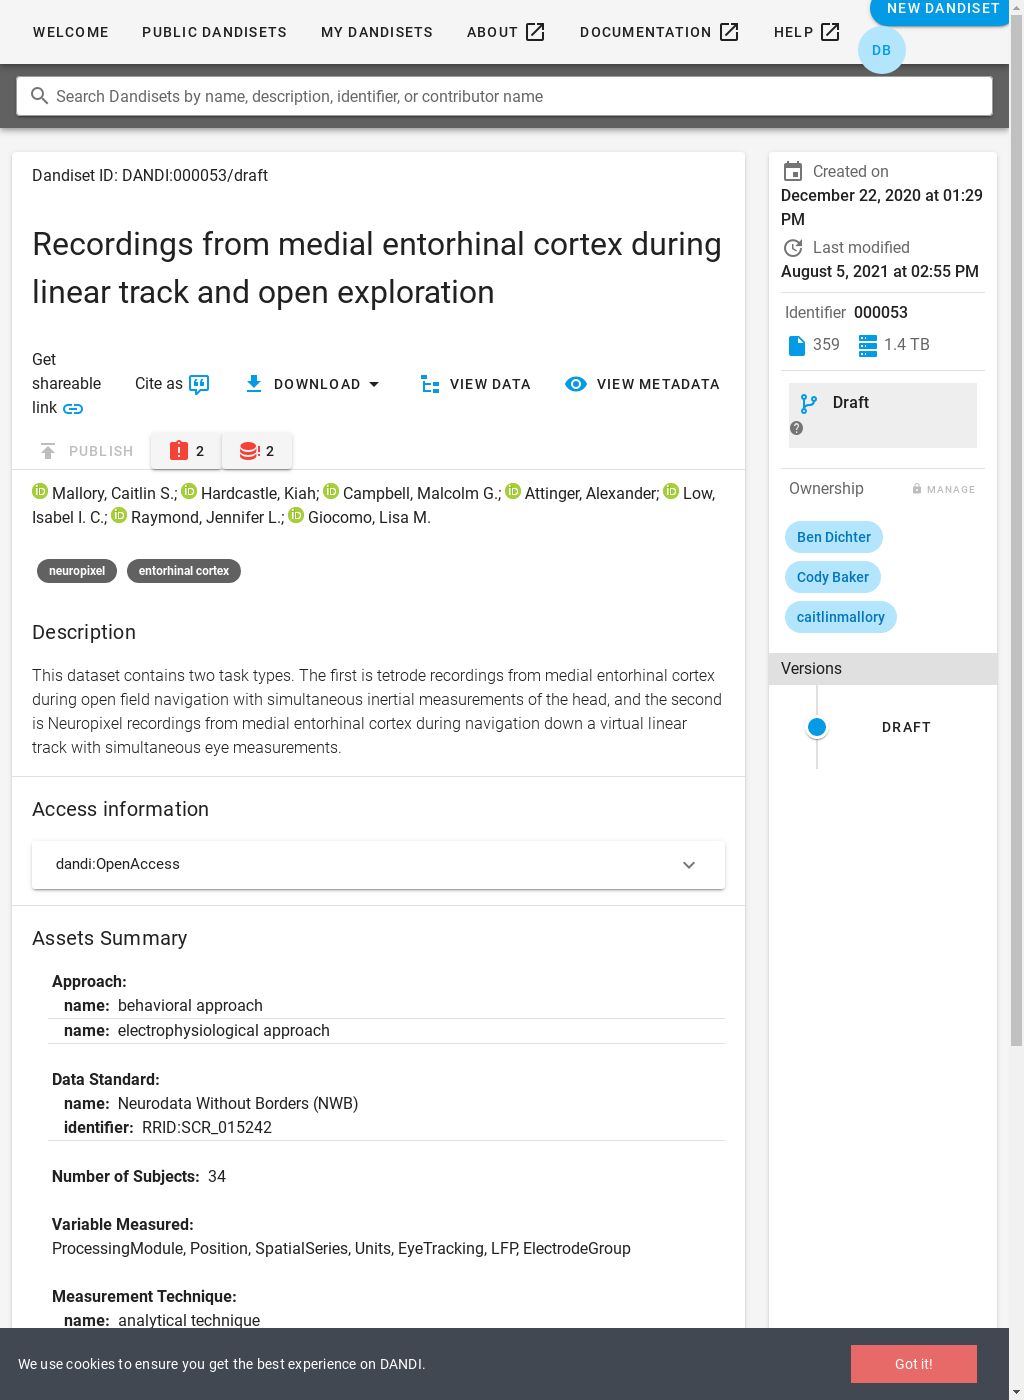 WELCOME
PUBLIC DANDISETS
MY DANDISETS
ABOUT
DOCUMENTATION
HELP
NEW DANDISET
DB
Search Dandisets by name, description, identifier, or contributor name
Dandiset ID: DANDI:000053/draft
Recordings from medial entorhinal cortex during
linear track and open exploration
Get
shareable
link
Cite as
DOWNLOAD
VIEW DATA
VIEW METADATA
PUBLISH
2
2
Mallory, Caitlin S.; Hardcastle, Kiah; Campbell, Malcolm G.; Attinger, Alexander; Low,
Isabel I. C.; Raymond, Jennifer L.; Giocomo, Lisa M.
neuropixel
entorhinal cortex
Description
This dataset contains two task types. The first is tetrode recordings from medial entorhinal cortex
during open field navigation with simultaneous inertial measurements of the head, and the second
is Neuropixel recordings from medial entorhinal cortex during navigation down a virtual linear
track with simultaneous eye measurements.
Access information
dandi:OpenAccess
Assets Summary
Approach:
name: behavioral approach
name: electrophysiological approach
Data Standard:
name: Neurodata Without Borders (NWB)
identifier: RRID:SCR_015242
Number of Subjects: 34
Variable Measured:
ProcessingModule, Position, SpatialSeries, Units, EyeTracking, LFP, ElectrodeGroup
Measurement Technique:
name: analytical technique
Created on
December 22, 2020 at 01:29
PM
Last modified
August 5, 2021 at 02:55 PM
Identifier 000053
359
1.4 TB
Draft
Ownership
MANAGE
Ben Dichter
Cody Baker
caitlinmallory
Versions
DRAFT
We use cookies to ensure you get the best experience on DANDI.
Got it!